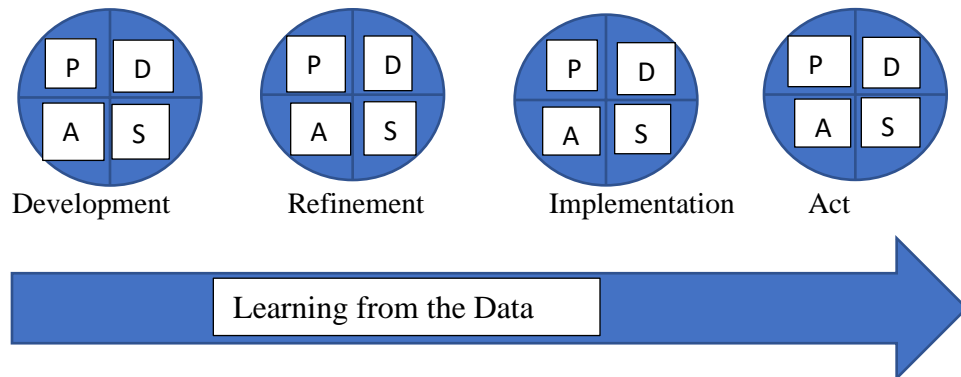 P D P D P D P D
A S A S A S A S
Development Refinement Implementation Act
Learning from the Data